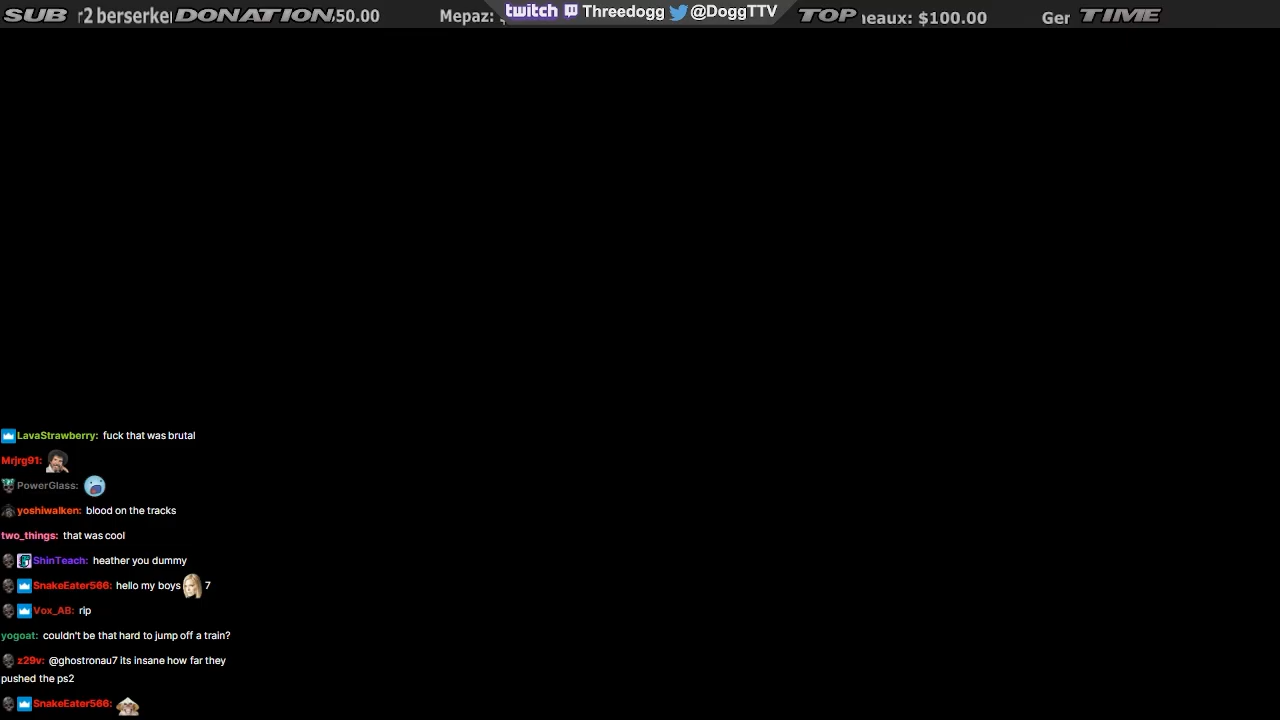 SUB r2 berserker DONATION 50.00 Mepaz: twitch Threedogg @DoggTTV TOP neaux: $100.00 Ger TIME
LavaStrawberry: fuck that was brutal
Mrjrg91:
PowerGlass:
yoshiwalken: blood on the tracks
two_things: that was cool
ShinTeach: heather you dummy
SnakeEater566: hello my boys 7
Vox_AB: rip
yogoat: couldn't be that hard to jump off a train?
z29v: @ghostronau7 its insane how far they
pushed the ps2
SnakeEater566: